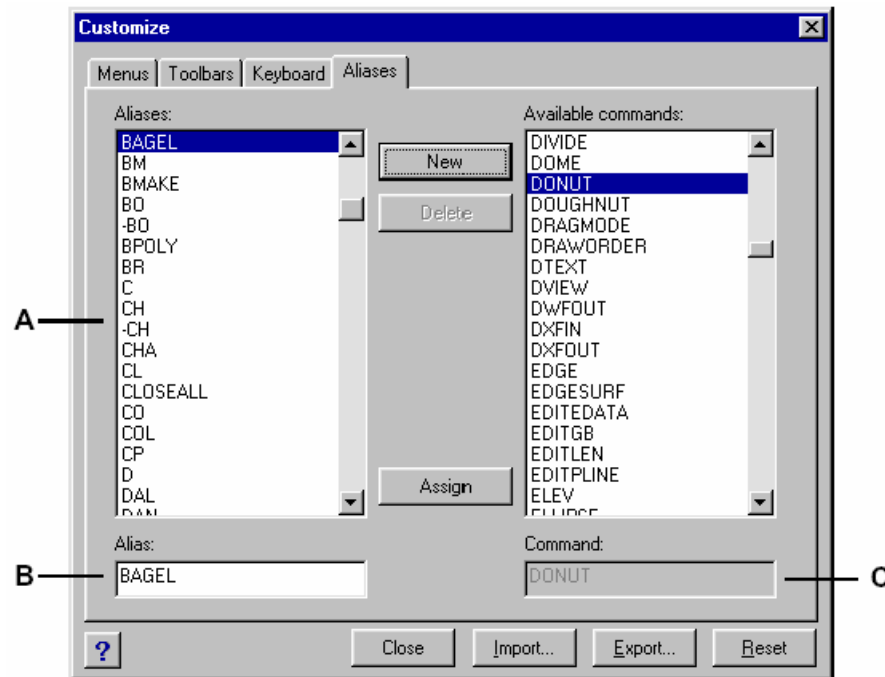 Customize
Menus Toolbars Keyboard Aliases
Aliases:
BAGEL
BM
BMAKE
BO
-BO
BPOLY
BR
C
CH
-CH
CHA
CL
CLOSEALL
CO
COL
CP
D
DAL
DAN
New
Delete
Assign
Available commands:
DIVIDE
DOME
DONUT
DOUGHNUT
DRAGMODE
DRAWORDER
DTEXT
DVIEW
DWFOUT
DXFIN
DXFOUT
EDGE
EDGESURF
EDITEDATA
EDITGB
EDITLEN
EDITPLINE
ELEV
ELLIPSE
A
Alias:
BAGEL
B
Command:
DONUT
C
? Close Import... Export... Reset